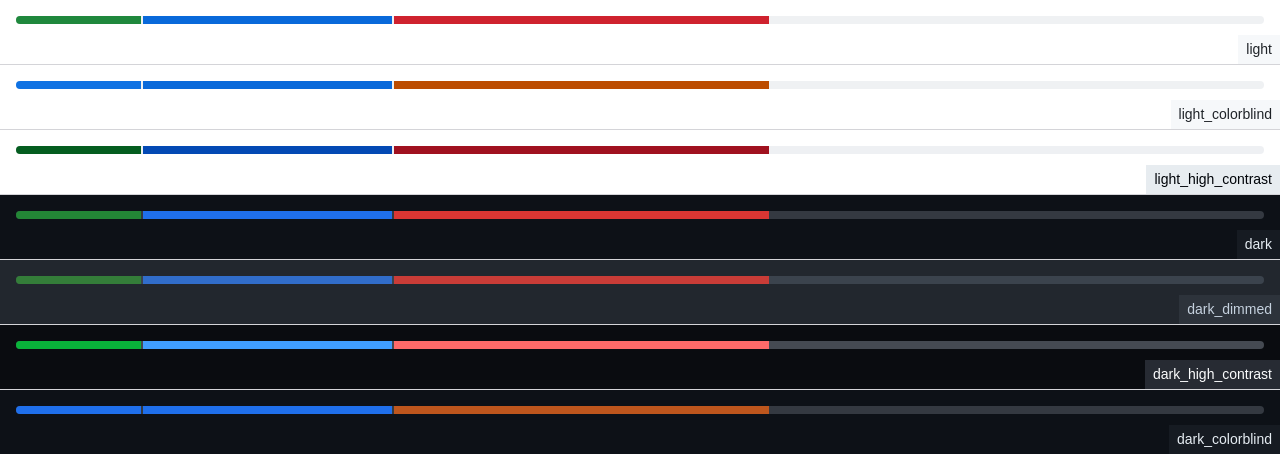 light
light_colorblind
light_high_contrast
dark
dark_dimmed
dark_high_contrast
dark_colorblind